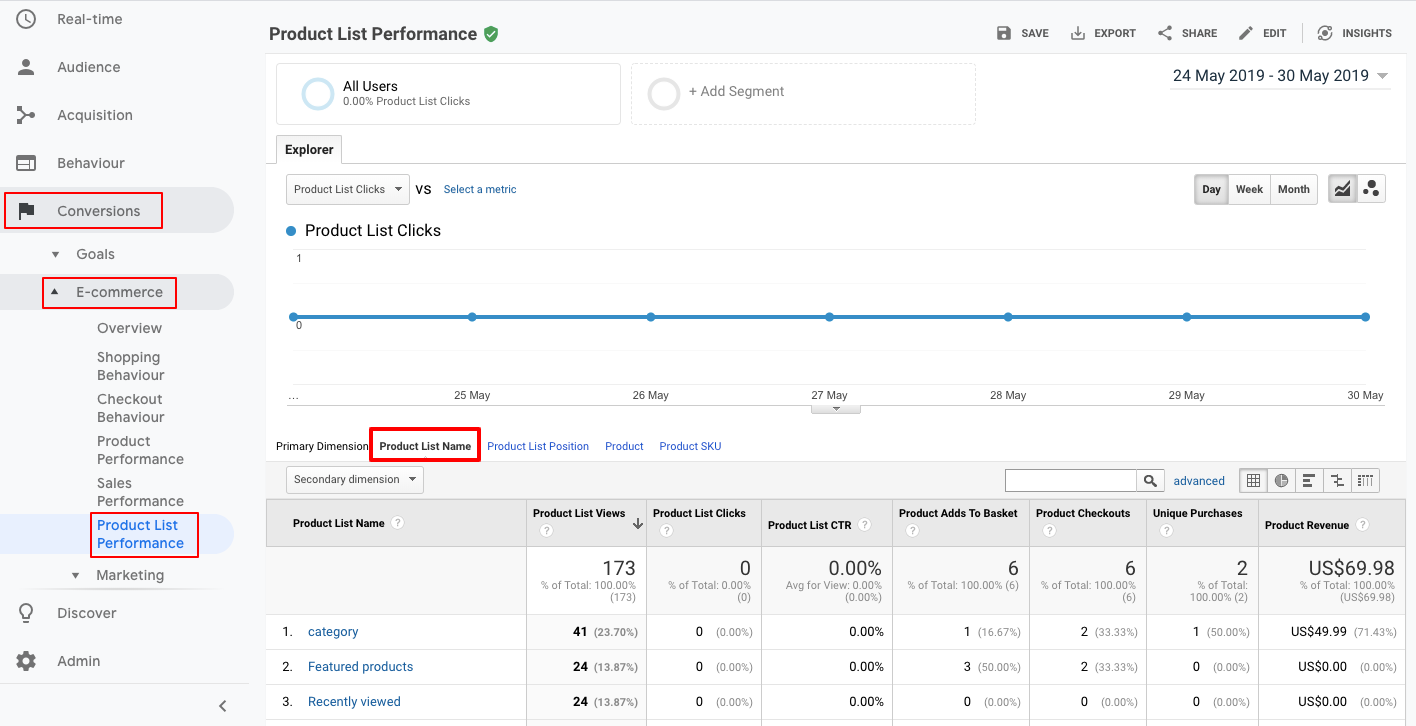 Real-time
Audience
Acquisition
Behaviour
Conversions
Goals
E-commerce
Overview
Shopping
Behaviour
Checkout
Behaviour
Product
Performance
Sales
Performance
Product List
Performance
Marketing
Discover
Admin
Product List Performance
SAVE EXPORT SHARE EDIT INSIGHTS
All Users
0.00% Product List Clicks
+ Add Segment
24 May 2019 - 30 May 2019
Explorer
Product List Clicks VS Select a metric
Day Week Month
Product List Clicks
1
0
... 25 May 26 May 27 May 28 May 29 May 30 May
Primary Dimension Product List Name Product List Position Product Product SKU
Secondary dimension advanced
Product List Name ? Product List Views ? Product List Clicks ? Product List CTR ? Product Adds To Basket ? Product Checkouts ? Unique Purchases ? Product Revenue ?
173 0 0.00% 6 6 2 US$69.98
% of Total: 100.00% (173) % of Total: 0.00% (0) Avg for View: 0.00% (0.00%) % of Total: 100.00% (6) % of Total: 100.00% (6) % of Total: 100.00% (2) % of Total: 100.00% (US$69.98)
1. category 41 (23.70%) 0 (0.00%) 0.00% 1 (16.67%) 2 (33.33%) 1 (50.00%) US$49.99 (71.43%)
2. Featured products 24 (13.87%) 0 (0.00%) 0.00% 3 (50.00%) 2 (33.33%) 0 (0.00%) US$0.00 (0.00%)
3. Recently viewed 24 (13.87%) 0 (0.00%) 0.00% 0 (0.00%) 0 (0.00%) 0 (0.00%) US$0.00 (0.00%)